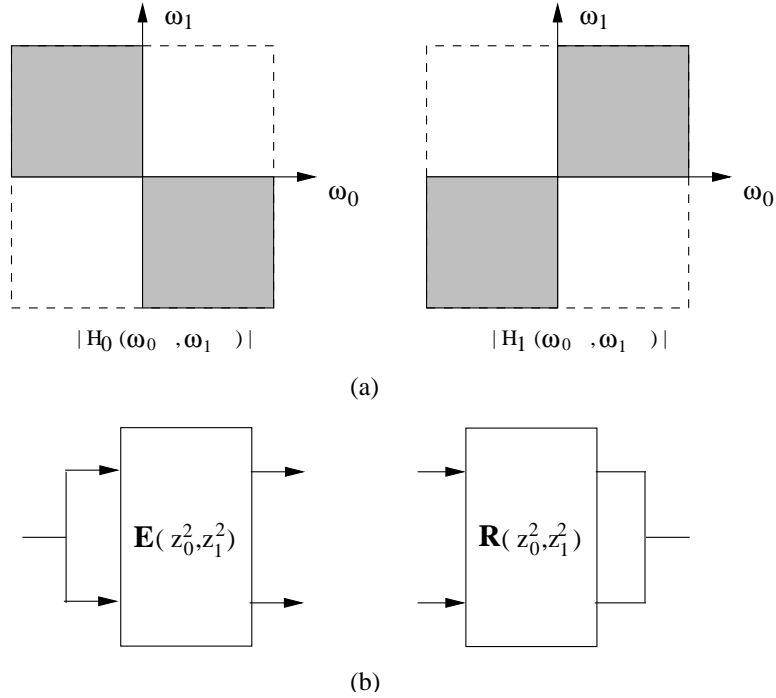 ω₁ ω₁
ω₀ ω₀
| H₀ (ω₀ , ω₁ ) | | H₁ (ω₀ , ω₁ ) |
(a)
E( z₀², z₁²) R( z₀², z₁²)
(b)